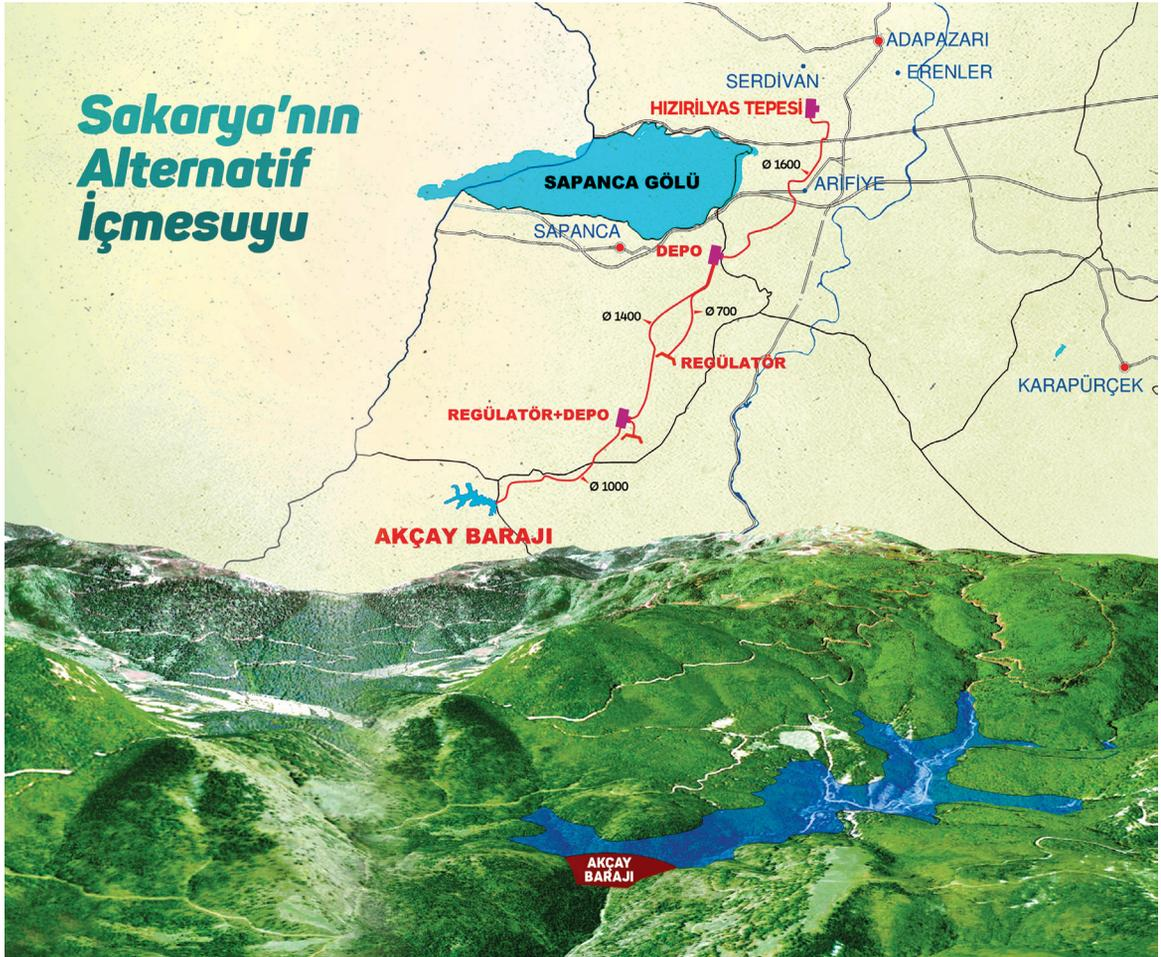 Sakarya'nın
Alternatif
İçmesuyu
ADAPAZARI
SERDİVAN
ERENLER
HIZIRİLYAS TEPESİ
Ø 1600
SAPANCA GÖLÜ
ARİFİYE
SAPANCA
DEPO
Ø 1400
Ø 700
REGÜLATÖR
KARAPÜRÇEK
REGÜLATÖR+DEPO
Ø 1000
AKÇAY BARAJI
AKÇAY
BARAJI